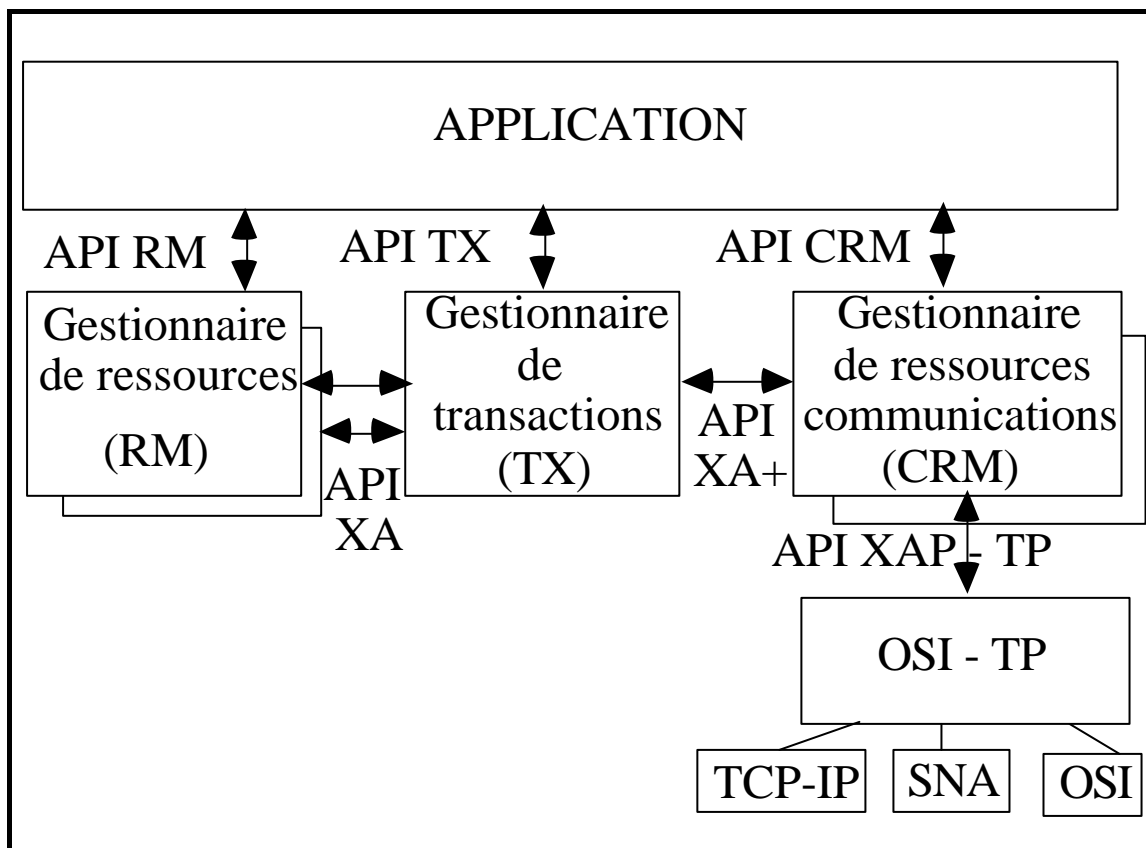 APPLICATION
API RM
API TX
API CRM
Gestionnaire
de ressources
(RM)
Gestionnaire
de
transactions
(TX)
Gestionnaire
de ressources
communications
(CRM)
API
XA
API
XA+
API XAP - TP
OSI - TP
TCP-IP
SNA
OSI